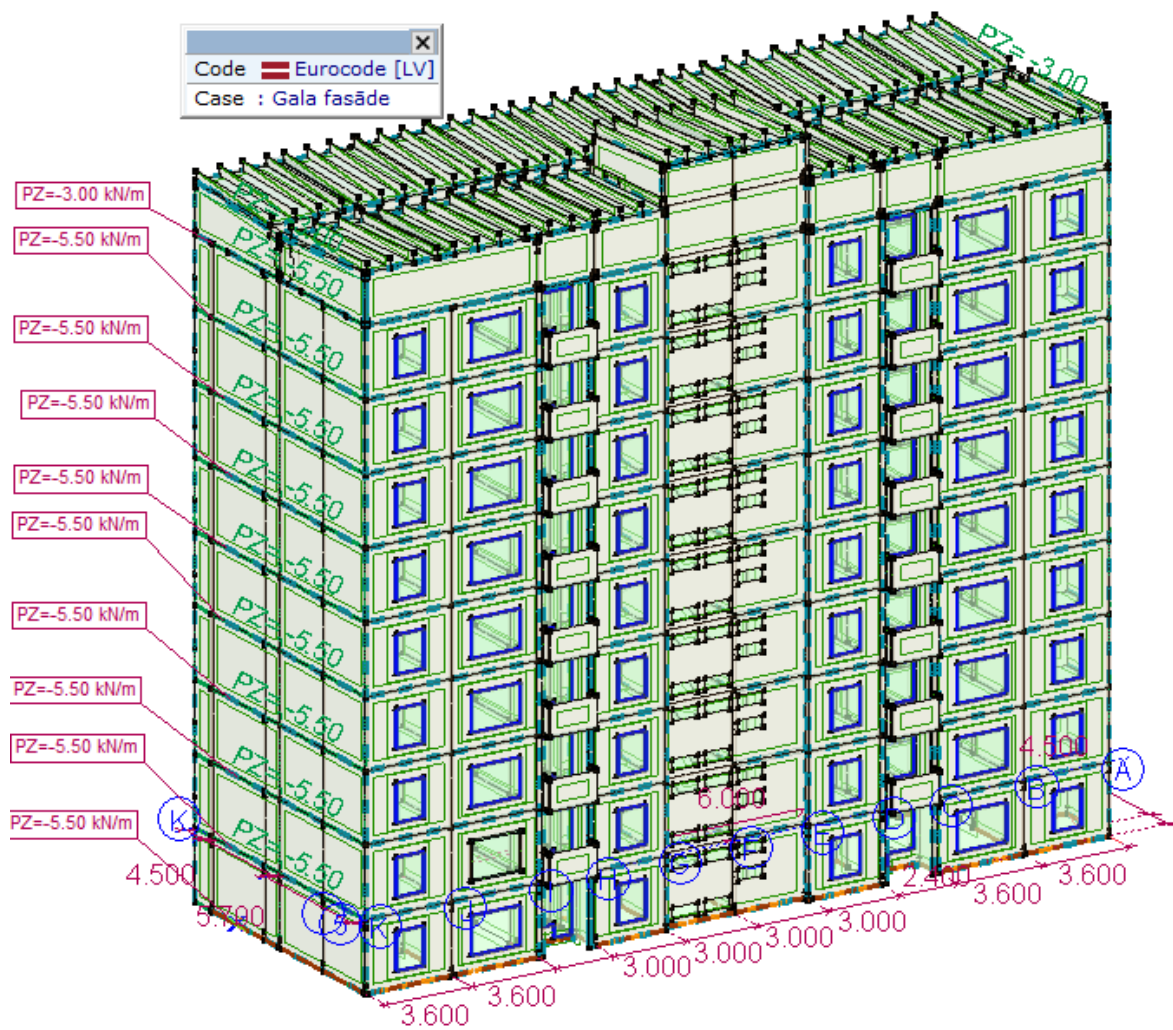 Code Eurocode [LV]
Case : Gala fasāde
PZ= -3.00
PZ=-3.00 kN/m
PZ=-5.50 kN/m
PZ=-5.50 kN/m
PZ=-5.50 kN/m
PZ=-5.50 kN/m
PZ=-5.50 kN/m
PZ=-5.50 kN/m
PZ=-5.50 kN/m
PZ=-5.50 kN/m
PZ=-5.50 kN/m
PZ= -5.50
PZ= -5.50
PZ= -5.50
PZ= -5.50
PZ= -5.50
PZ= -5.50
PZ= -5.50
PZ= -5.50
PZ= -5.50
4.500
6.000
Ā
B
D
E
F
G
H
K
4.500
5.700
K
2.400
3.600
3.600
3.000
3.000
3.000
3.000
3.600
3.600